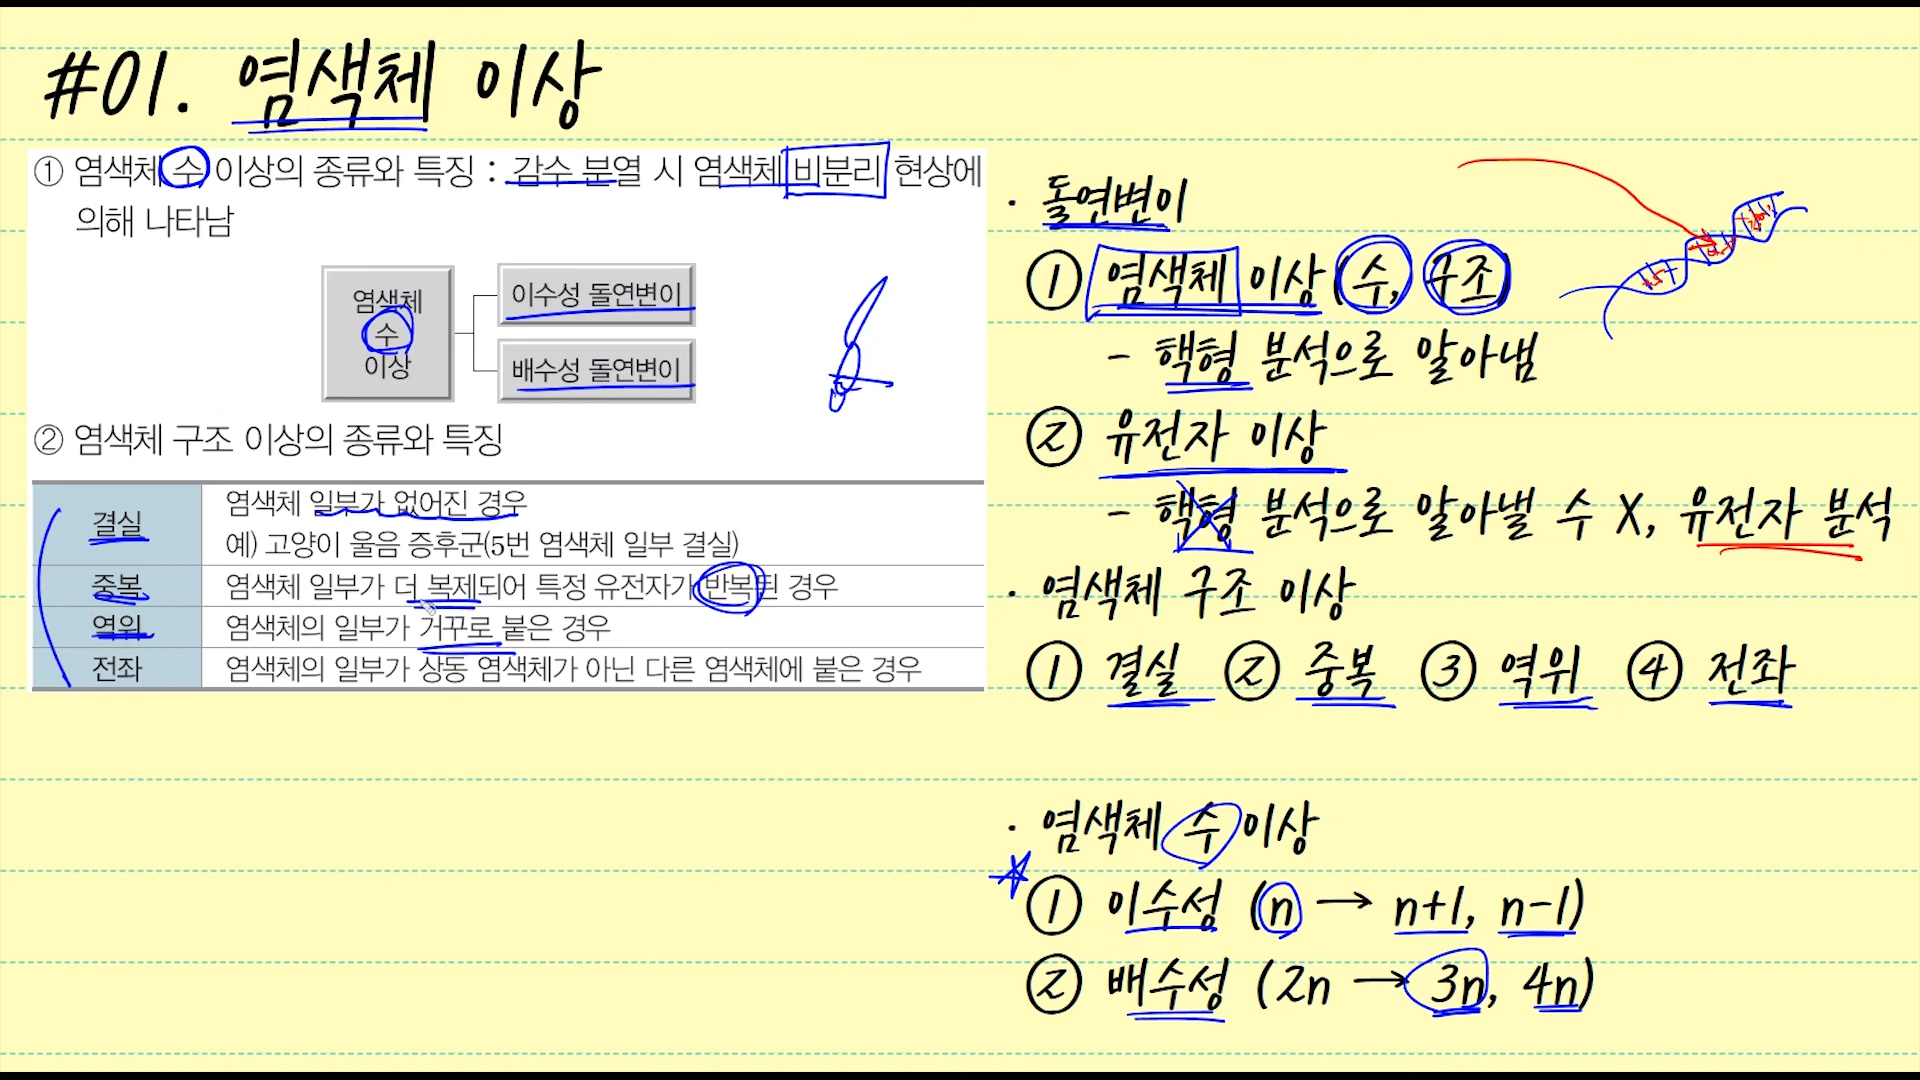 #01. 염색체 이상
① 염색체 수 이상의 종류와 특징 : 감수 분열 시 염색체 비분리 현상에
의해 나타남
염색체
수
이상
이수성 돌연변이
배수성 돌연변이
② 염색체 구조 이상의 종류와 특징
결실
염색체 일부가 없어진 경우
예) 고양이 울음 증후군(5번 염색체 일부 결실)
중복
염색체 일부가 더 복제되어 특정 유전자가 반복된 경우
역위
염색체의 일부가 거꾸로 붙은 경우
전좌
염색체의 일부가 상동 염색체가 아닌 다른 염색체에 붙은 경우
· 돌연변이
① 염색체 이상 (수, 구조)
- 핵형 분석으로 알아냄
② 유전자 이상
- 핵형 분석으로 알아낼 수 X, 유전자 분석
· 염색체 구조 이상
① 결실 ② 중복 ③ 역위 ④ 전좌
· 염색체 수 이상
① 이수성 (n → n+1, n-1)
② 배수성 (2n → 3n, 4n)